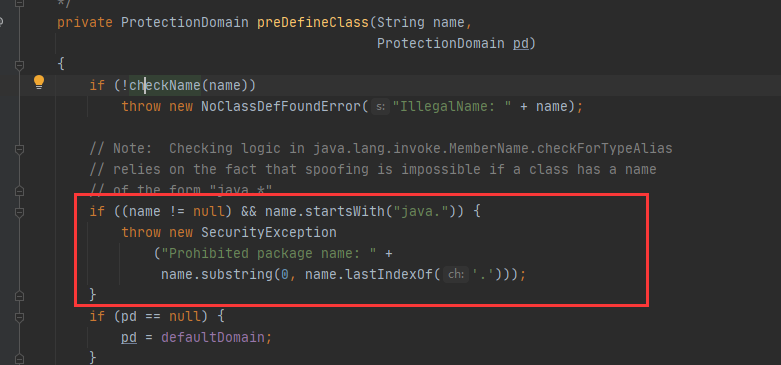 */
private ProtectionDomain preDefineClass(String name,
ProtectionDomain pd)
{
if (!checkName(name))
throw new NoClassDefFoundError( s: "IllegalName: " + name);
// Note:  Checking logic in java.lang.invoke.MemberName.checkForTypeAlias
// relies on the fact that spoofing is impossible if a class has a name
// of the form "java.*"
if ((name != null) && name.startsWith("java.")) {
throw new SecurityException
("Prohibited package name: " +
name.substring(0, name.lastIndexOf( ch: '.')));
}
if (pd == null) {
pd = defaultDomain;
}